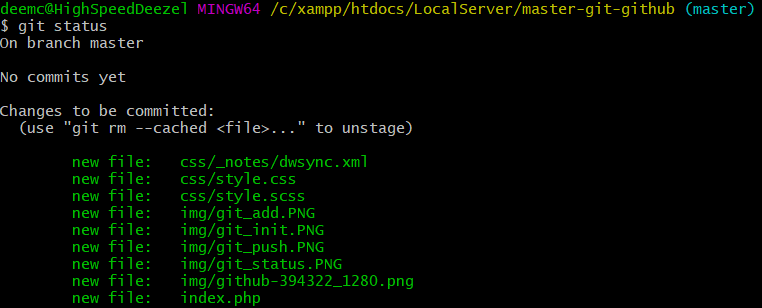 deemc@HighSpeedDeezel MINGW64 /c/xampp/htdocs/LocalServer/master-git-github (master)
$ git status
On branch master
No commits yet
Changes to be committed:
(use "git rm --cached <file>..." to unstage)
new file: css/_notes/dwsync.xml
new file: css/style.css
new file: css/style.scss
new file: img/git_add.PNG
new file: img/git_init.PNG
new file: img/git_push.PNG
new file: img/git_status.PNG
new file: img/github-394322_1280.png
new file: index.php